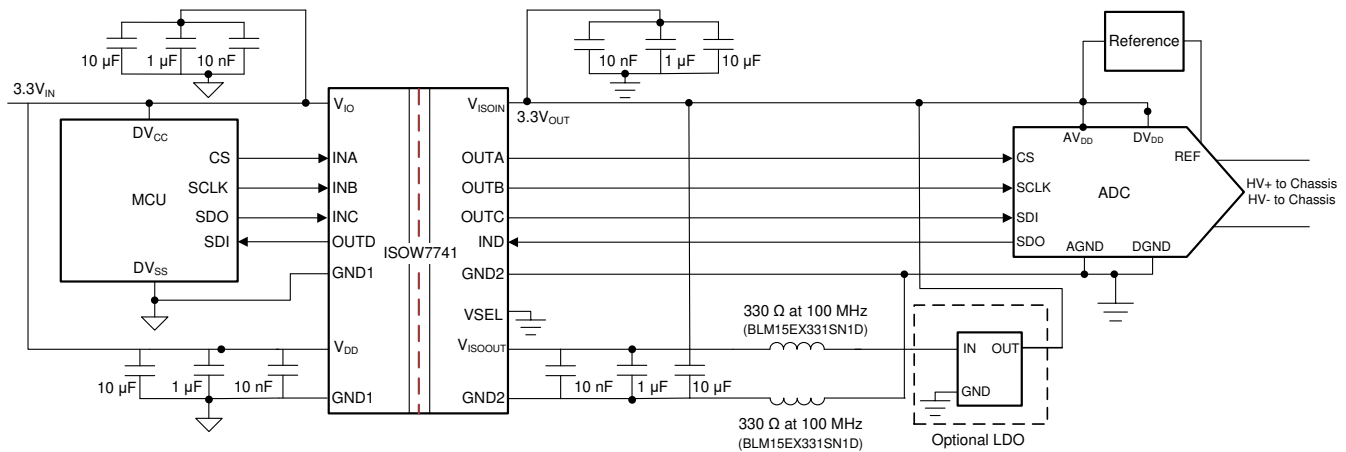 10 µF
1 µF
10 nF
10 nF
1 µF
10 µF
Reference
3.3V_IN
V_IO
V_ISOIN
3.3V_OUT
DV_CC
AV_DD
DV_DD
REF
CS
INA
OUTA
CS
MCU
SCLK
INB
OUTB
SCLK
ADC
HV+ to Chassis
HV- to Chassis
SDO
INC
OUTC
SDI
SDI
OUTD
IND
SDO
ISOW7741
DV_SS
GND1
GND2
AGND
DGND
VSEL
330 Ω at 100 MHz
(BLM15EX331SN1D)
V_DD
V_ISOOUT
IN
OUT
10 µF
1 µF
10 nF
10 nF
1 µF
10 µF
GND
GND1
GND2
330 Ω at 100 MHz
(BLM15EX331SN1D)
Optional LDO